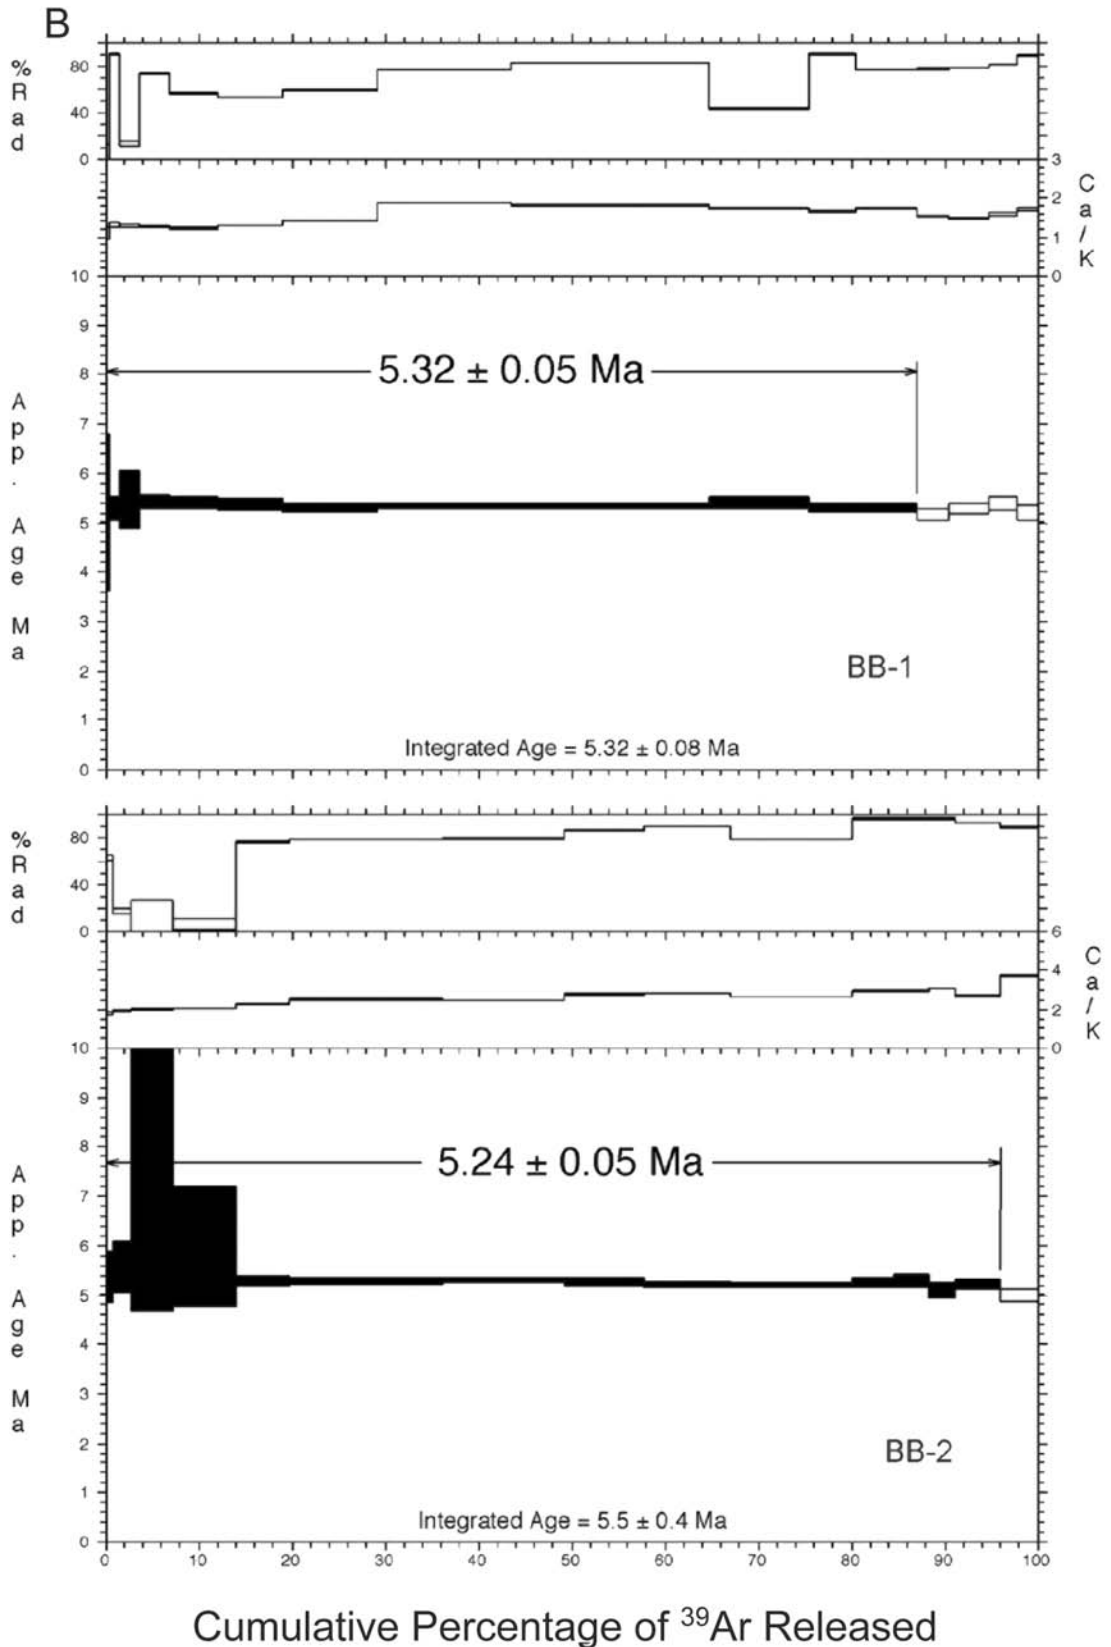 B
% Rad
80
40
0
3
2
1
0
Ca/K
10
9
8
7
6
5
4
3
2
1
0
App. Age Ma
5.32 ± 0.05 Ma
BB-1
Integrated Age = 5.32 ± 0.08 Ma
% Rad
80
40
0
6
4
2
0
Ca/K
10
9
8
7
6
5
4
3
2
1
0
App. Age Ma
5.24 ± 0.05 Ma
BB-2
Integrated Age = 5.5 ± 0.4 Ma
0 10 20 30 40 50 60 70 80 90 100
Cumulative Percentage of ³⁹Ar Released